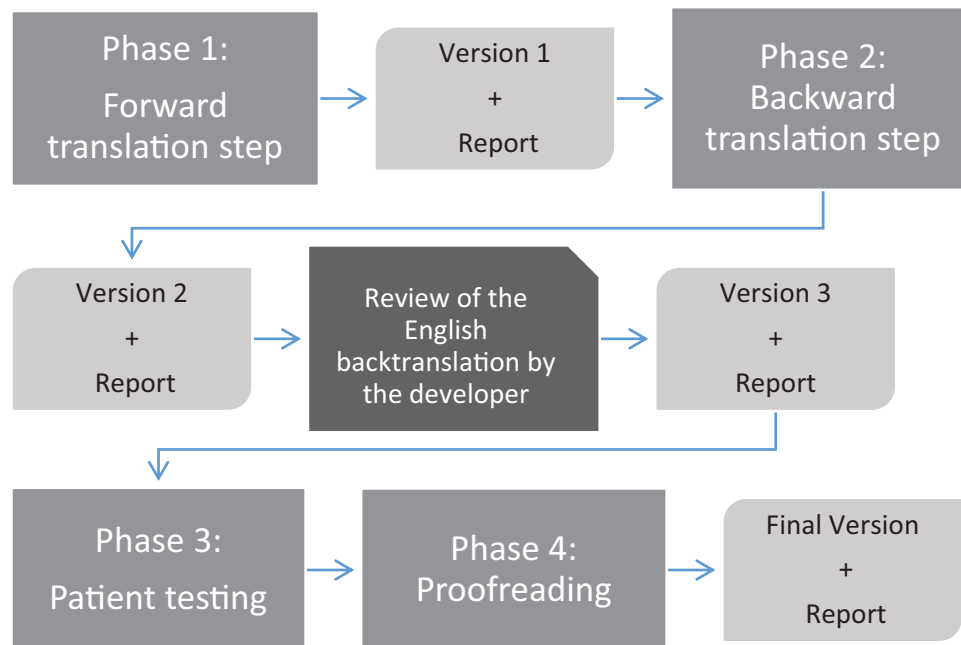 Phase 1:
Forward
translation step
Version 1
+
Report
Phase 2:
Backward
translation step
Version 2
+
Report
Review of the
English
backtranslation by
the developer
Version 3
+
Report
Phase 3:
Patient testing
Phase 4:
Proofreading
Final Version
+
Report